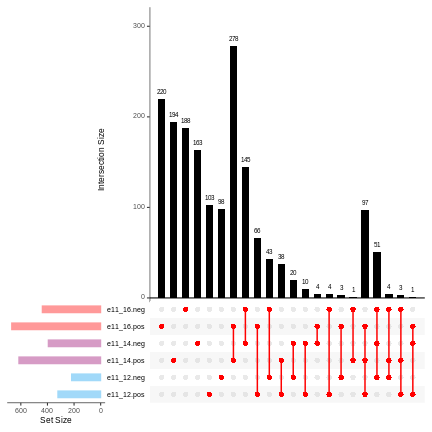 300
200
100
0
Intersection Size
220
194
188
163
103
98
278
145
66
43
38
20
10
4
4
3
1
97
51
4
3
1
e11_16.neg
e11_16.pos
e11_14.neg
e11_14.pos
e11_12.neg
e11_12.pos
600 400 200 0
Set Size